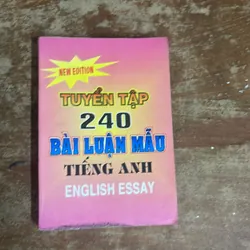 NEW EDITION
TUYỂN TẬP
240
BÀI LUẬN MẪU
TIẾNG ANH
ENGLISH ESSAY